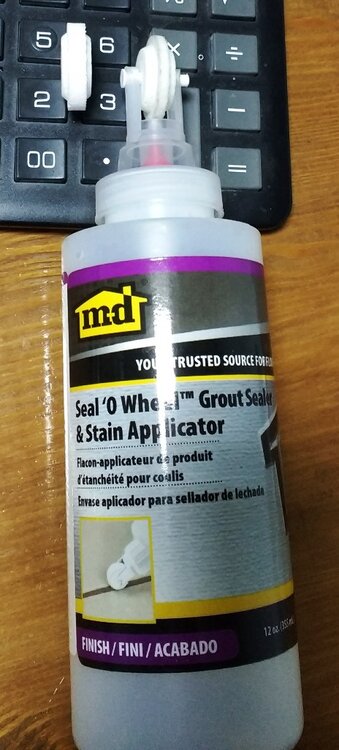 5 6 × ÷
2 3 −
00 • =
md
YOUR TRUSTED SOURCE FOR
Seal 'O Wheel™ Grout Sealer
& Stain Applicator
Flacon-applicateur de produit
d'étanchéité pour coulis
Envase aplicador para sellador de lechada
FINISH / FINI / ACABADO
12 oz. (355 mL